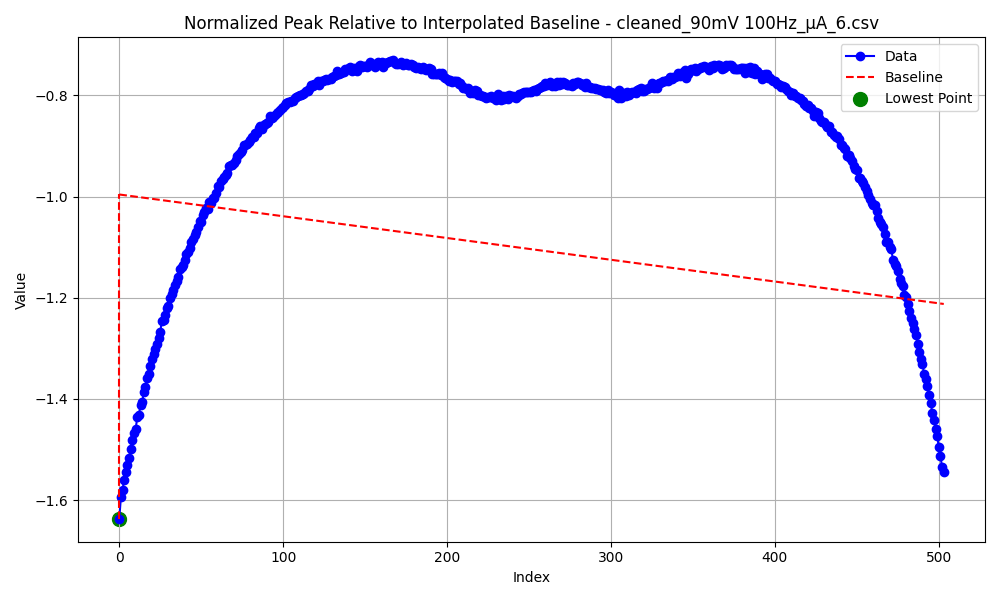 Normalized Peak Relative to Interpolated Baseline - cleaned_90mV 100Hz_μA_6.csv
Data
Baseline
Lowest Point
−0.8
−1.0
−1.2
−1.4
−1.6
Value
0
100
200
300
400
500
Index